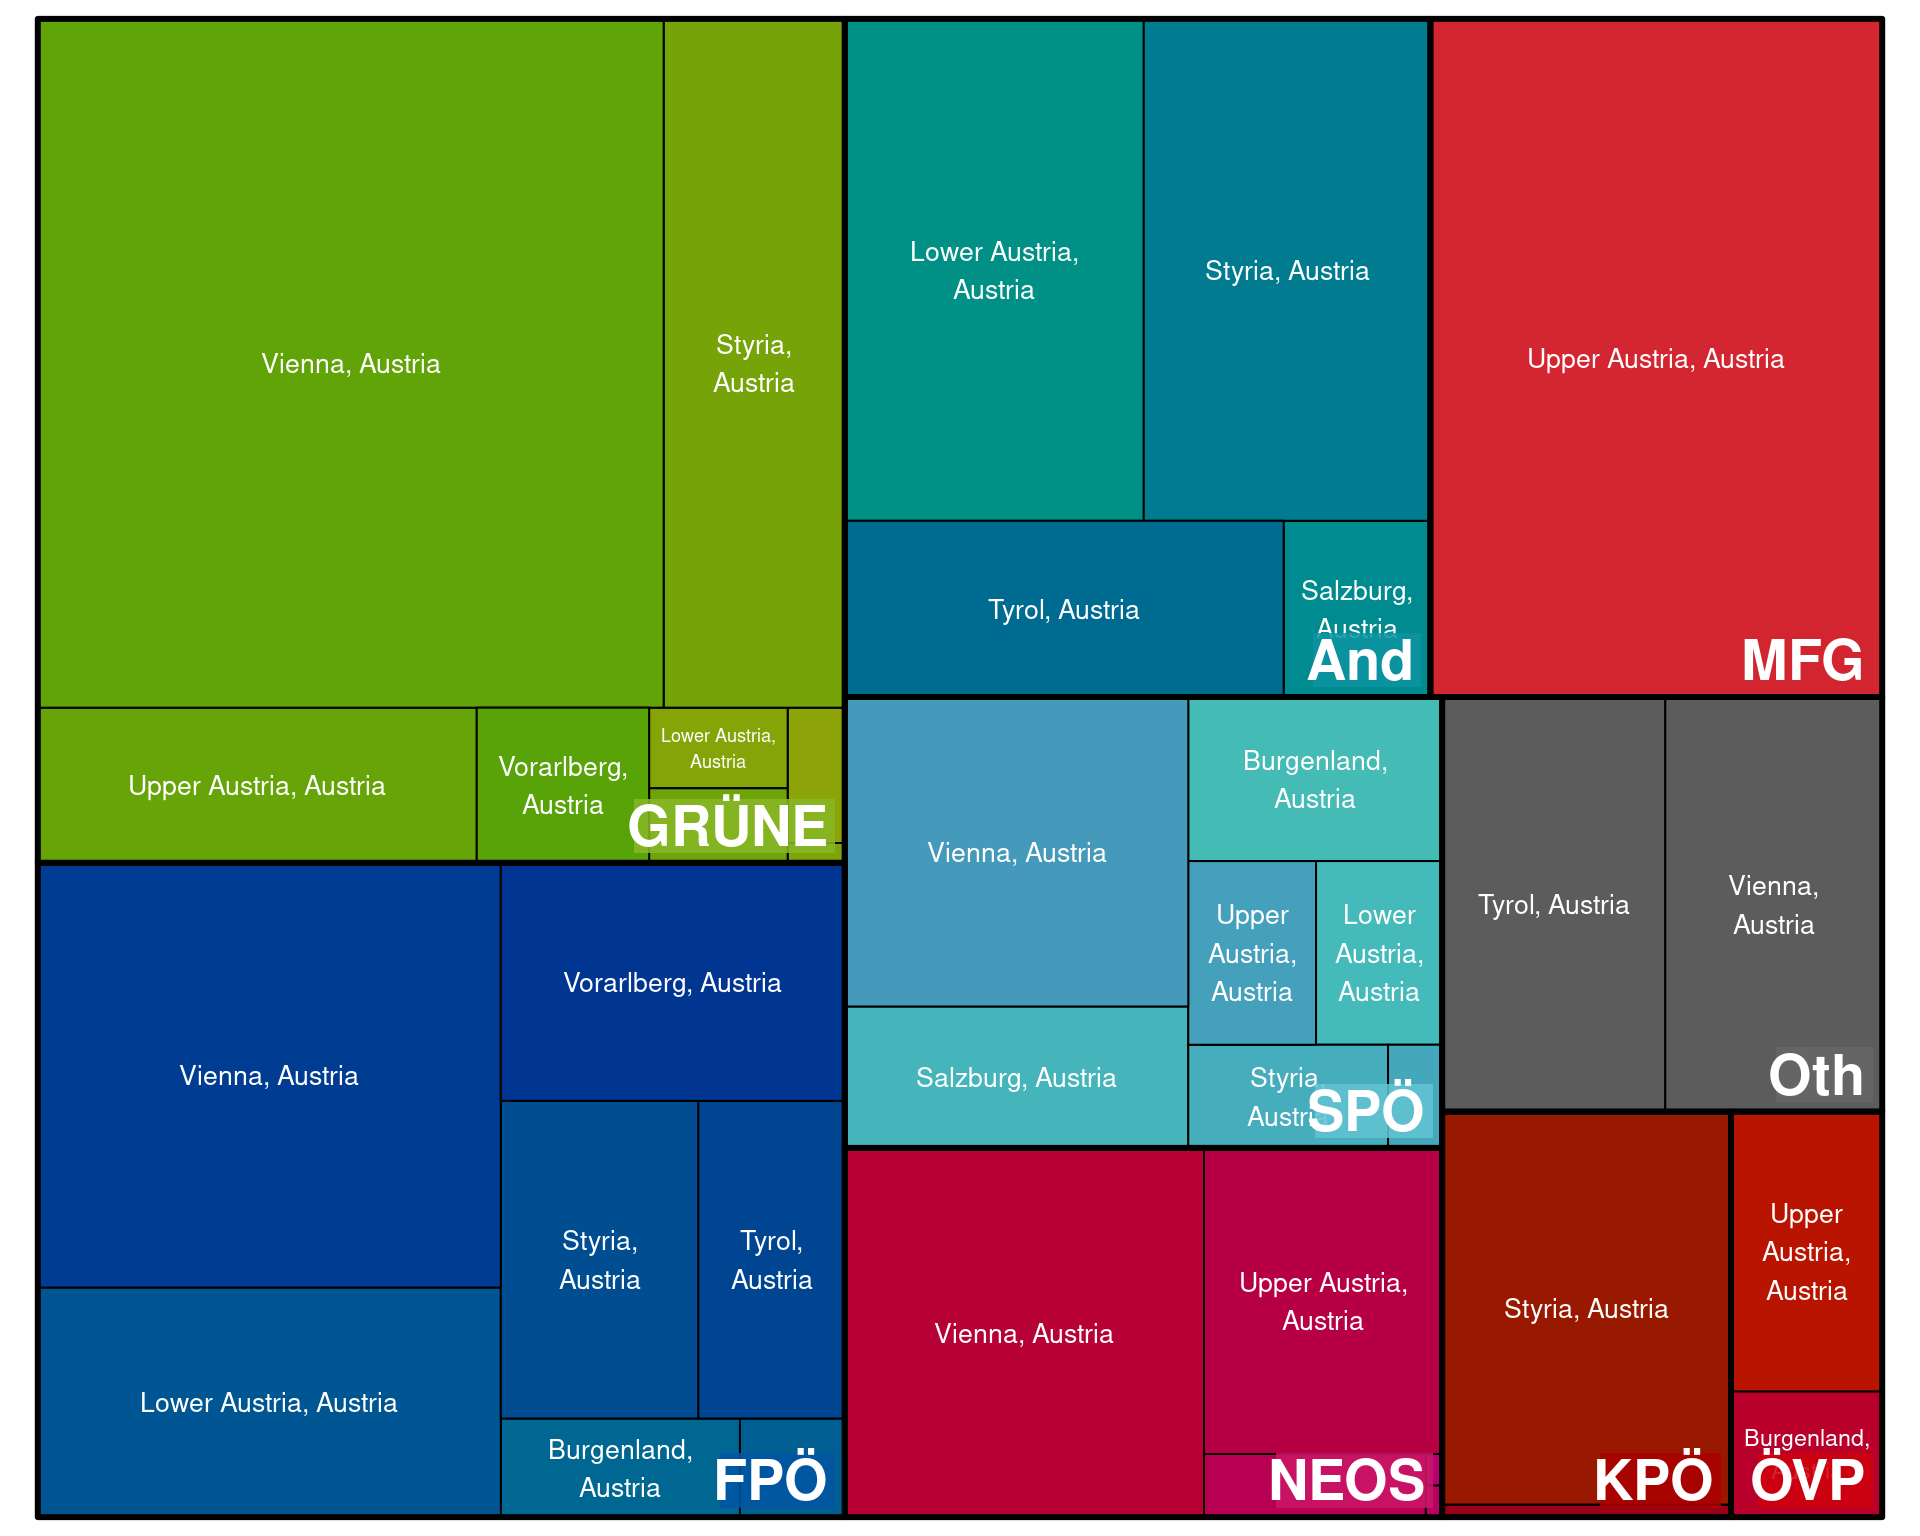 Vienna, Austria
Styria,
Austria
Upper Austria, Austria
Vorarlberg,
Austria
Lower Austria,
Austria
GRÜNE
Vienna, Austria
Vorarlberg, Austria
Styria,
Austria
Tyrol,
Austria
Lower Austria, Austria
Burgenland,
Austria
FPÖ
Lower Austria,
Austria
Styria, Austria
Tyrol, Austria
Salzburg,
Austria
And
Upper Austria, Austria
MFG
Vienna, Austria
Burgenland,
Austria
Upper
Austria,
Austria
Lower
Austria,
Austria
Salzburg, Austria
Styria,
Austria
SPÖ
Tyrol, Austria
Vienna,
Austria
Oth
Vienna, Austria
Upper Austria,
Austria
NEOS
Styria, Austria
KPÖ
Upper
Austria,
Austria
Burgenland,
ÖVP